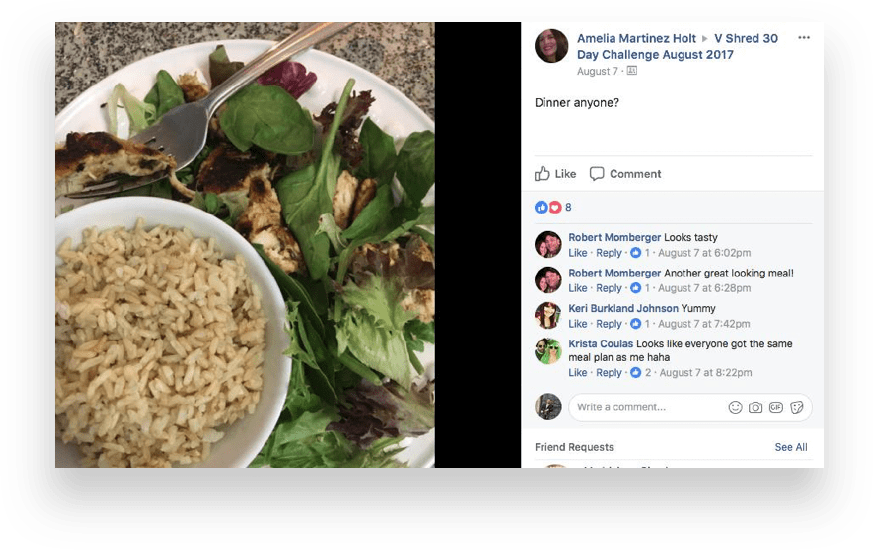 Amelia Martinez Holt ▸ V Shred 30
Day Challenge August 2017
August 7 ·
Dinner anyone?
Like Comment
8
Robert Momberger Looks tasty
Like · Reply · 1 · August 7 at 6:02pm
Robert Momberger Another great looking meal!
Like · Reply · 1 · August 7 at 6:28pm
Keri Burkland Johnson Yummy
Like · Reply · 1 · August 7 at 7:42pm
Krista Coulas Looks like everyone got the same
meal plan as me haha
Like · Reply · 2 · August 7 at 8:22pm
Write a comment...
GIF
Friend Requests See All